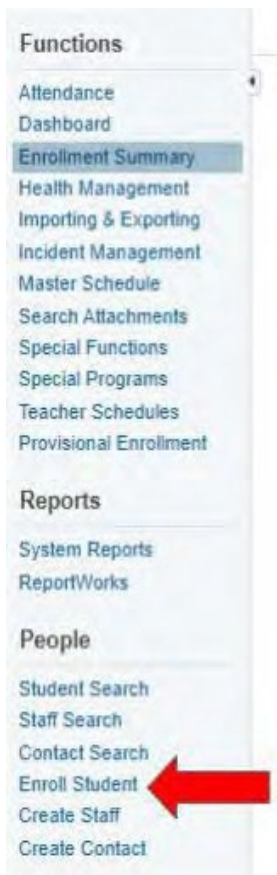 Functions
Attendance
Dashboard
Enrollment Summary
Health Management
Importing & Exporting
Incident Management
Master Schedule
Search Attachments
Special Functions
Special Programs
Teacher Schedules
Provisional Enrollment
Reports
System Reports
ReportWorks
People
Student Search
Staff Search
Contact Search
Enroll Student
Create Staff
Create Contact